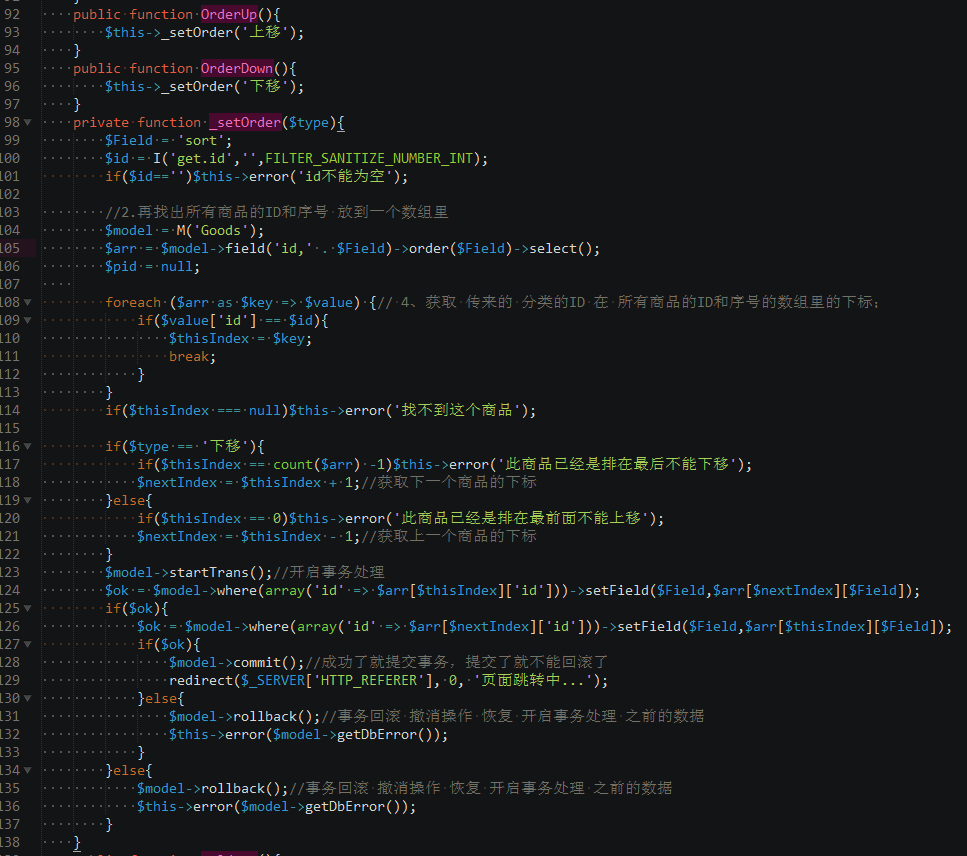 92 public function OrderUp(){
93 $this->_setOrder('上移');
94 }
95 public function OrderDown(){
96 $this->_setOrder('下移');
97 }
98 private function _setOrder($type){
99 $Field = 'sort';
100 $id = I('get.id','',FILTER_SANITIZE_NUMBER_INT);
101 if($id=='')$this->error('id不能为空');
102
103 //2.再找出所有商品的ID和序号 放到一个数组里
104 $model = M('Goods');
105 $arr = $model->field('id,' . $Field)->order($Field)->select();
106 $pid = null;
107
108 foreach ($arr as $key => $value) {// 4、获取 传来的 分类的ID 在 所有商品的ID和序号的数组里的下标;
109 if($value['id'] == $id){
110 $thisIndex = $key;
111 break;
112 }
113 }
114 if($thisIndex === null)$this->error('找不到这个商品');
115
116 if($type == '下移'){
117 if($thisIndex == count($arr) -1)$this->error('此商品已经是排在最后不能下移');
118 $nextIndex = $thisIndex + 1;//获取下一个商品的下标
119 }else{
120 if($thisIndex == 0)$this->error('此商品已经是排在最前面不能上移');
121 $nextIndex = $thisIndex - 1;//获取上一个商品的下标
122 }
123 $model->startTrans();//开启事务处理
124 $ok = $model->where(array('id' => $arr[$thisIndex]['id']))->setField($Field,$arr[$nextIndex][$Field]);
125 if($ok){
126 $ok = $model->where(array('id' => $arr[$nextIndex]['id']))->setField($Field,$arr[$thisIndex][$Field]);
127 if($ok){
128 $model->commit();//成功了就提交事务，提交了就不能回滚了
129 redirect($_SERVER['HTTP_REFERER'], 0, '页面跳转中...');
130 }else{
131 $model->rollback();//事务回滚 撤消操作 恢复 开启事务处理 之前的数据
132 $this->error($model->getDbError());
133 }
134 }else{
135 $model->rollback();//事务回滚 撤消操作 恢复 开启事务处理 之前的数据
136 $this->error($model->getDbError());
137 }
138 }